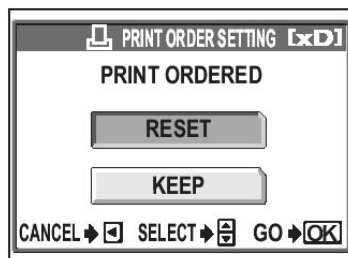 PRINT ORDER SETTING [xD]
PRINT ORDERED
RESET
KEEP
CANCEL SELECT GO OK